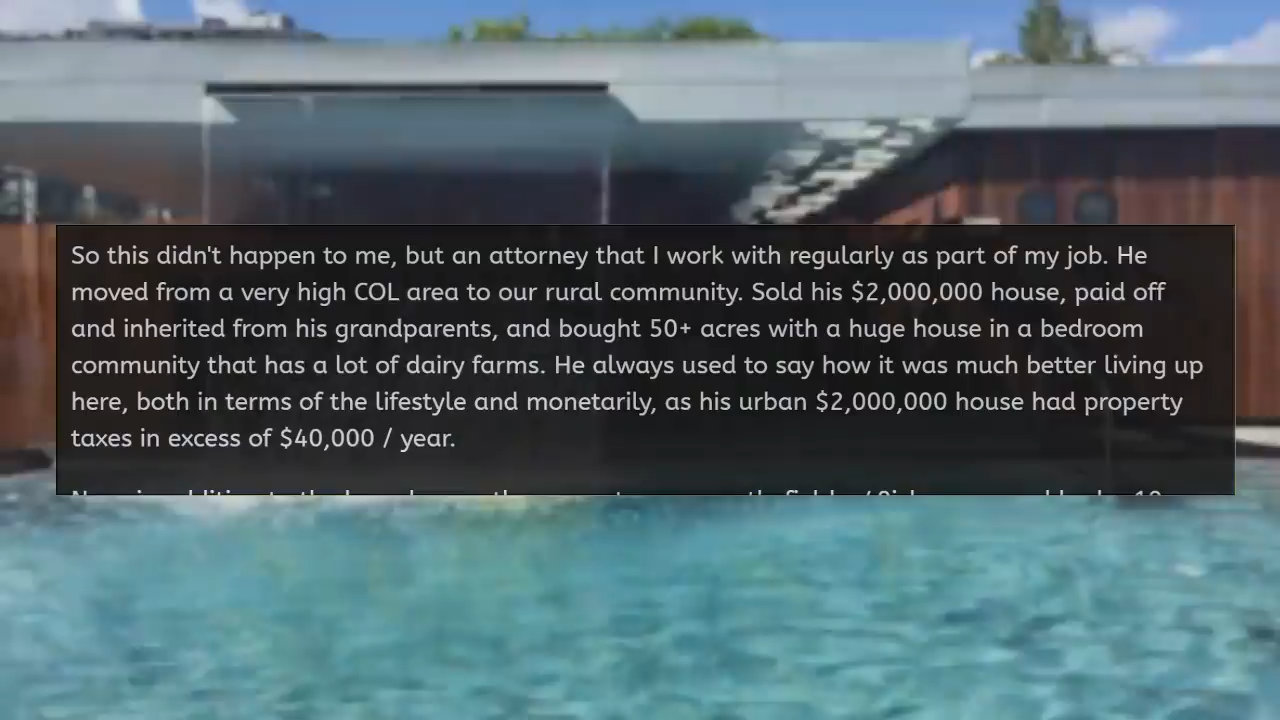 So this didn't happen to me, but an attorney that I work with regularly as part of my job. He
moved from a very high COL area to our rural community. Sold his $2,000,000 house, paid off
and inherited from his grandparents, and bought 50+ acres with a huge house in a bedroom
community that has a lot of dairy farms. He always used to say how it was much better living up
here, both in terms of the lifestyle and monetarily, as his urban $2,000,000 house had property
taxes in excess of $40,000 / year.